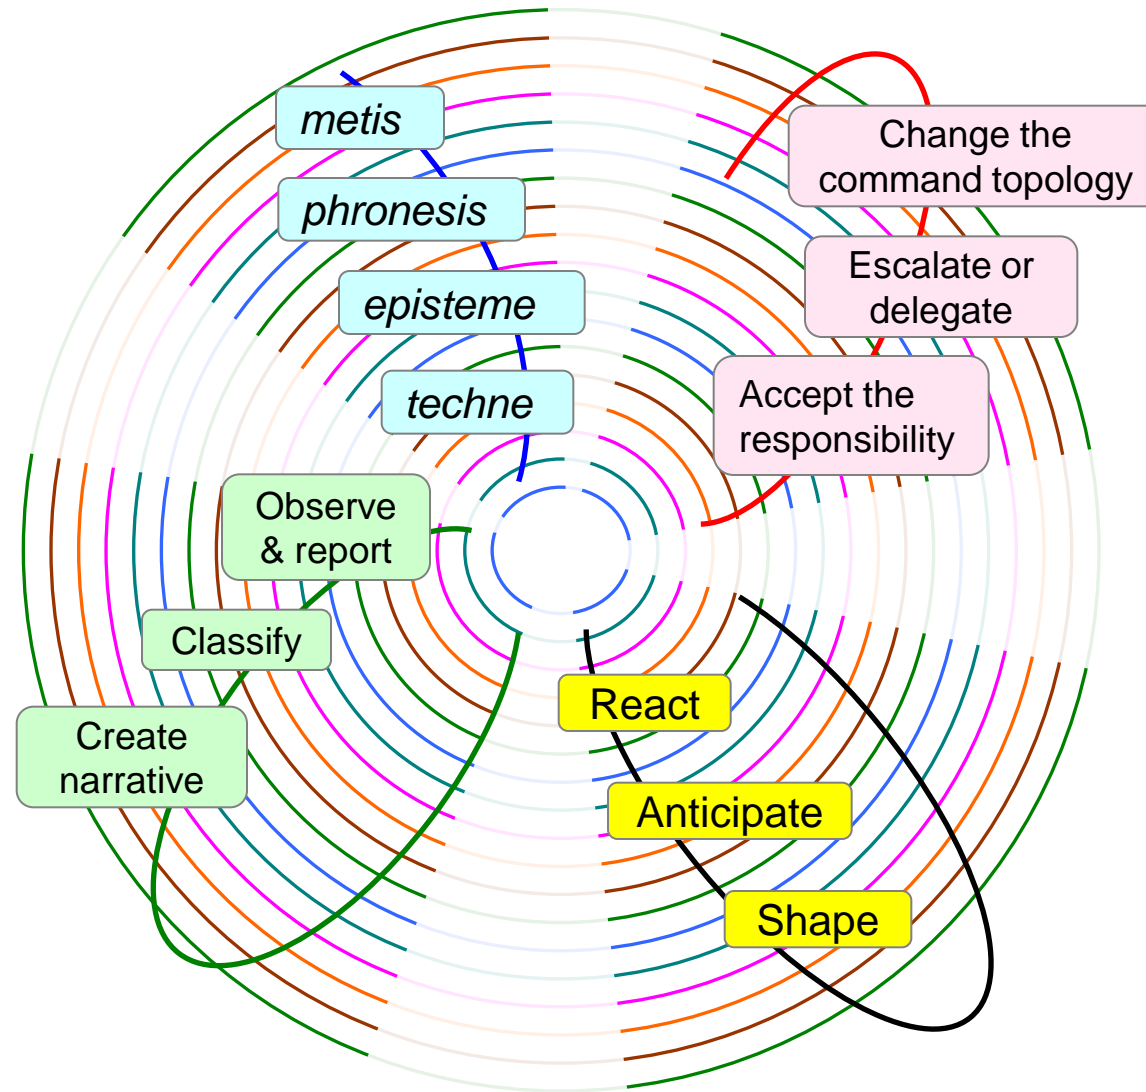 metis
phronesis
episteme
techne
Change the
command topology
Escalate or
delegate
Accept the
responsibility
Observe
& report
Classify
Create
narrative
React
Anticipate
Shape